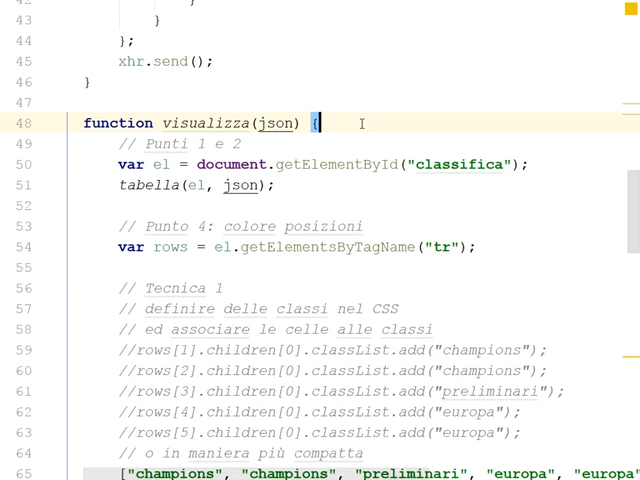 42 }
43 }
44 };
45 xhr.send();
46 }
47
48 function visualizza(json) {
49 // Punti 1 e 2
50 var el = document.getElementById("classifica");
51 tabella(el, json);
52
53 // Punto 4: colore posizioni
54 var rows = el.getElementsByTagName("tr");
55
56 // Tecnica 1
57 // definire delle classi nel CSS
58 // ed associare le celle alle classi
59 //rows[1].children[0].classList.add("champions");
60 //rows[2].children[0].classList.add("champions");
61 //rows[3].children[0].classList.add("preliminari");
62 //rows[4].children[0].classList.add("europa");
63 //rows[5].children[0].classList.add("europa");
64 // o in maniera più compatta
65 ["champions", "champions", "preliminari", "europa", "europa"